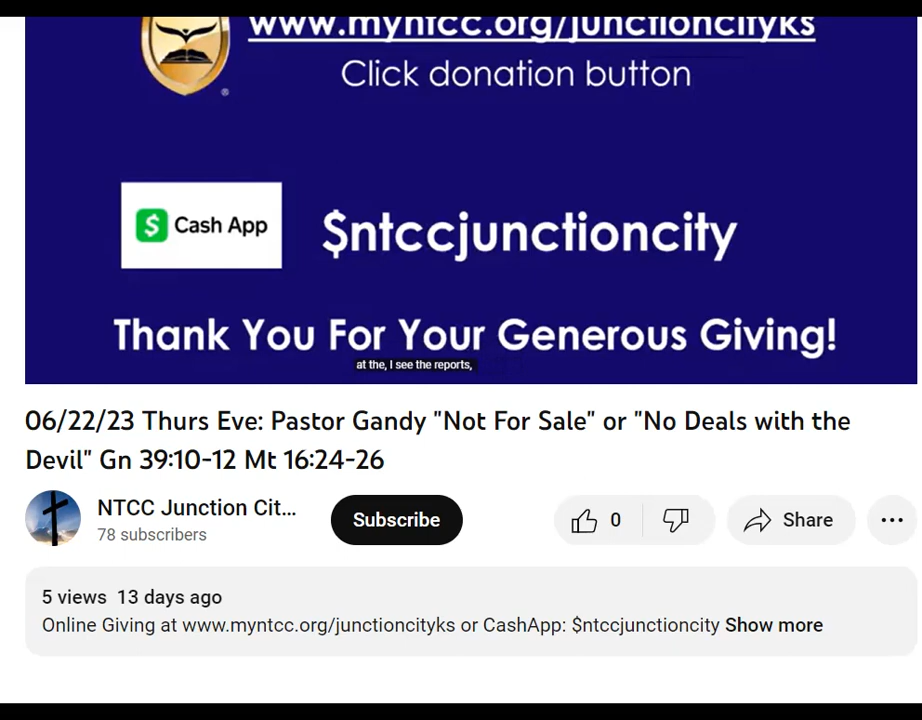 www.myntcc.org/junctioncityks
Click donation button
$ Cash App
$ntccjunctioncity
Thank You For Your Generous Giving!
at the, I see the reports,
06/22/23 Thurs Eve: Pastor Gandy "Not For Sale" or "No Deals with the
Devil" Gn 39:10-12 Mt 16:24-26
NTCC Junction Cit...
78 subscribers
Subscribe
0
Share
5 views 13 days ago
Online Giving at www.myntcc.org/junctioncityks or CashApp: $ntccjunctioncity Show more